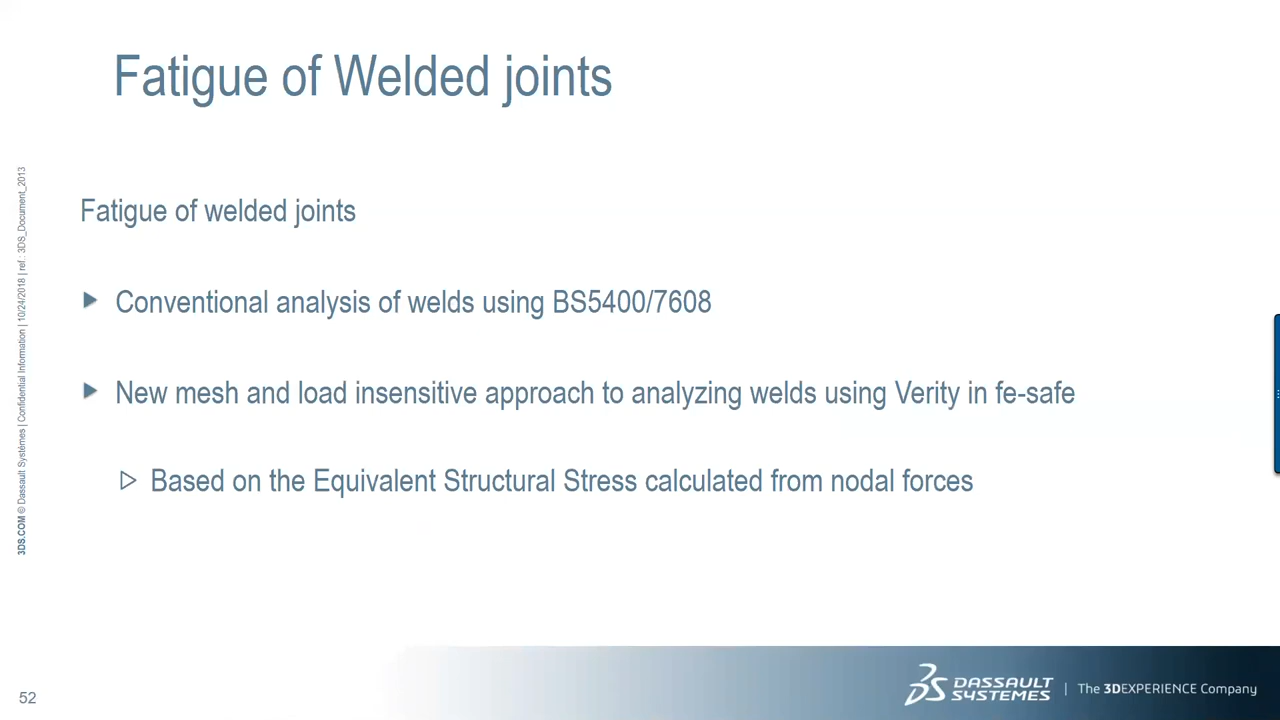 Fatigue of Welded joints
Fatigue of welded joints
Conventional analysis of welds using BS5400/7608
New mesh and load insensitive approach to analyzing welds using Verity in fe-safe
Based on the Equivalent Structural Stress calculated from nodal forces
3DS.COM © Dassault Systèmes | Confidential Information | 10/24/2018 | ref.: 3DS_Document_2013
52
DASSAULT
SYSTEMES
| The 3DEXPERIENCE Company